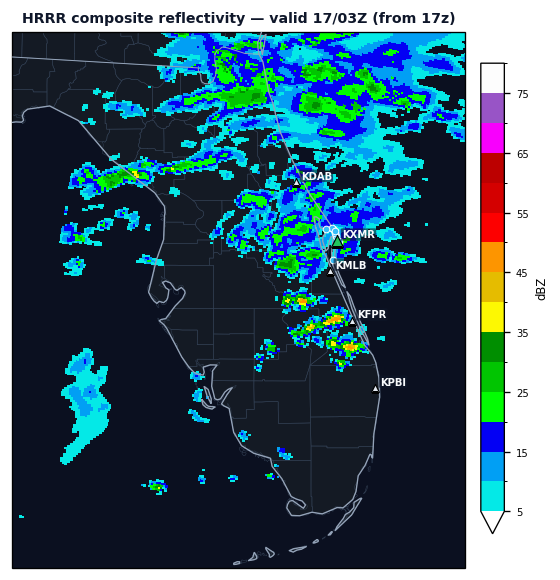 HRRR composite reflectivity — valid 17/03Z (from 17z)
KDAB
KXMR
KMLB
KFPR
KPBI
75
65
55
45
35
25
15
5
dBZ